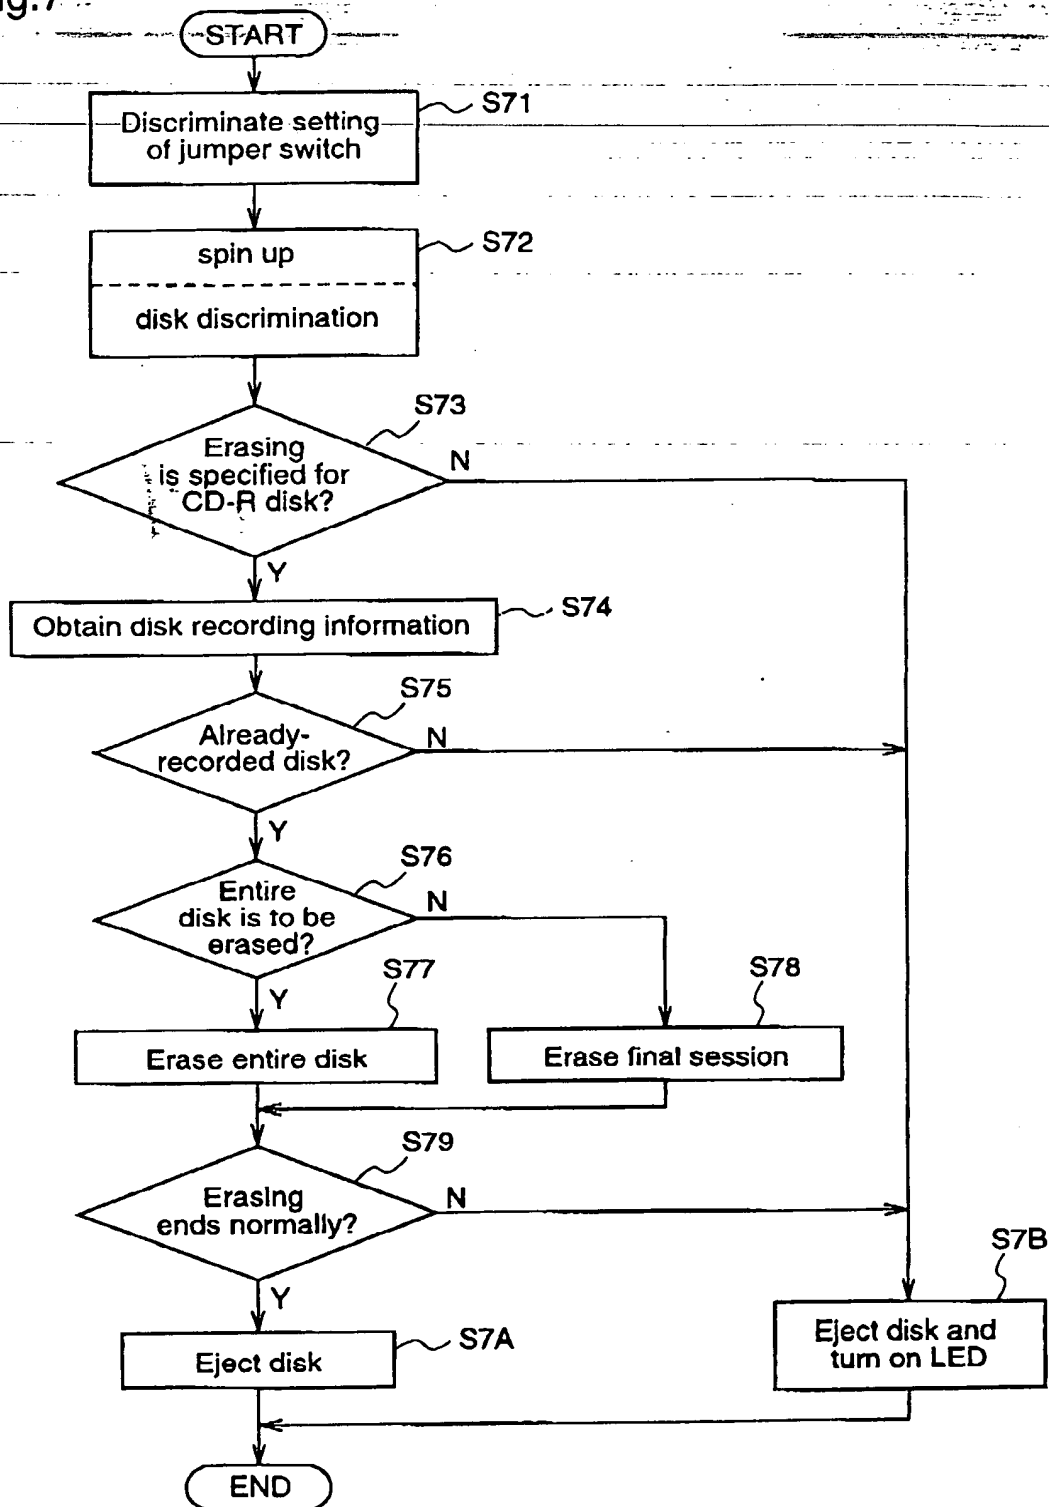 START
S71
Discriminate setting
of jumper switch
S72
spin up
disk discrimination
S73
Erasing
is specified for
CD-R disk?
N
Y
S74
Obtain disk recording information
S75
Already-
recorded disk?
N
Y
S76
Entire
disk is to be
erased?
N
S77
S78
Y
Erase entire disk
Erase final session
S79
Erasing
ends normally?
N
S7B
Y
Eject disk and
turn on LED
S7A
Eject disk
END